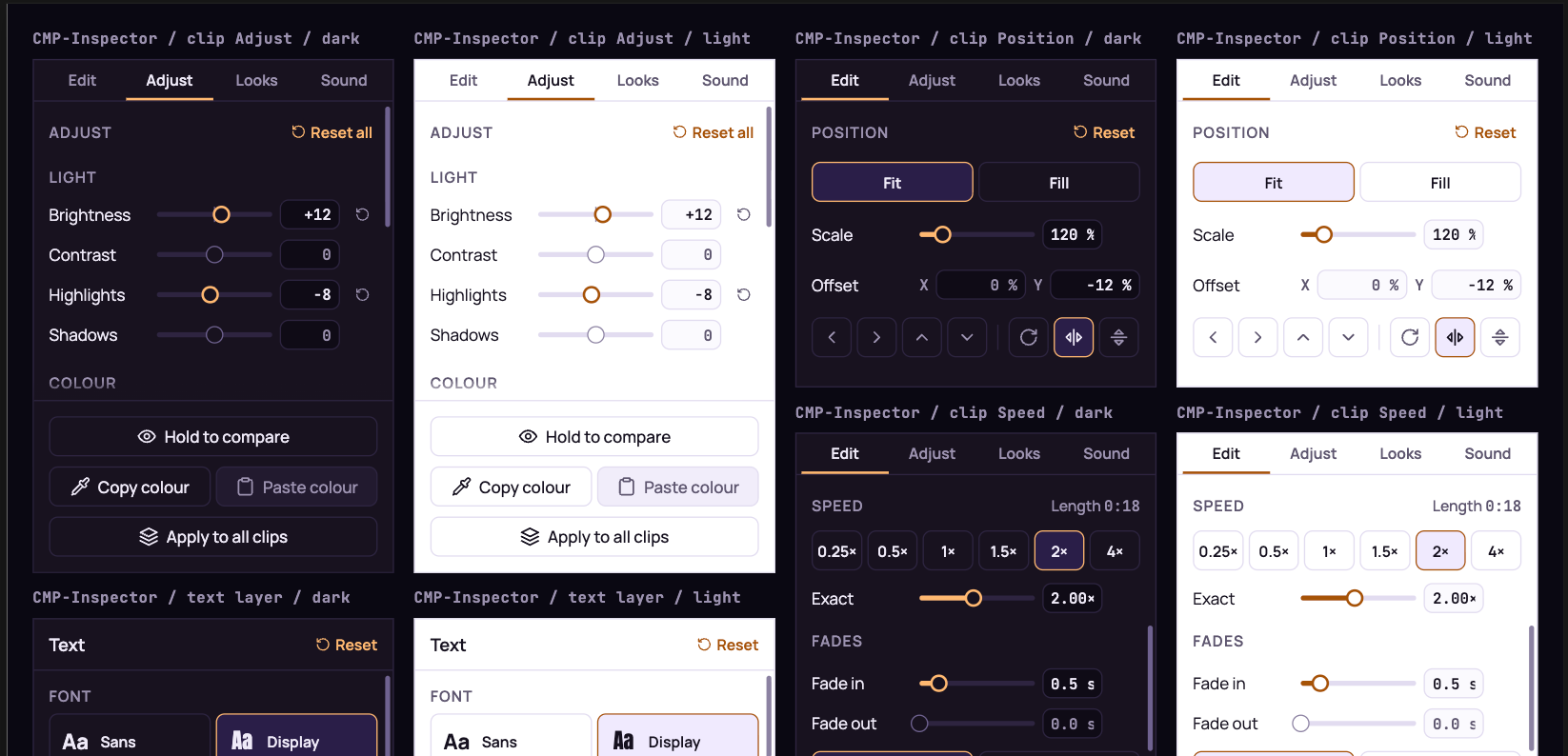 CMP-Inspector / clip Adjust / dark
Edit Adjust Looks Sound
ADJUST Reset all
LIGHT
Brightness +12
Contrast 0
Highlights -8
Shadows 0
COLOUR
Hold to compare
Copy colour Paste colour
Apply to all clips
CMP-Inspector / text layer / dark
Text Reset
FONT
Aa Sans Aa Display
CMP-Inspector / clip Adjust / light
Edit Adjust Looks Sound
ADJUST Reset all
LIGHT
Brightness +12
Contrast 0
Highlights -8
Shadows 0
COLOUR
Hold to compare
Copy colour Paste colour
Apply to all clips
CMP-Inspector / text layer / light
Text Reset
FONT
Aa Sans Aa Display
CMP-Inspector / clip Position / dark
Edit Adjust Looks Sound
POSITION Reset
Fit Fill
Scale 120 %
Offset X 0 % Y -12 %
CMP-Inspector / clip Speed / dark
Edit Adjust Looks Sound
SPEED Length 0:18
0.25× 0.5× 1× 1.5× 2× 4×
Exact 2.00×
FADES
Fade in 0.5 s
Fade out 0.0 s
CMP-Inspector / clip Position / light
Edit Adjust Looks Sound
POSITION Reset
Fit Fill
Scale 120 %
Offset X 0 % Y -12 %
CMP-Inspector / clip Speed / light
Edit Adjust Looks Sound
SPEED Length 0:18
0.25× 0.5× 1× 1.5× 2× 4×
Exact 2.00×
FADES
Fade in 0.5 s
Fade out 0.0 s